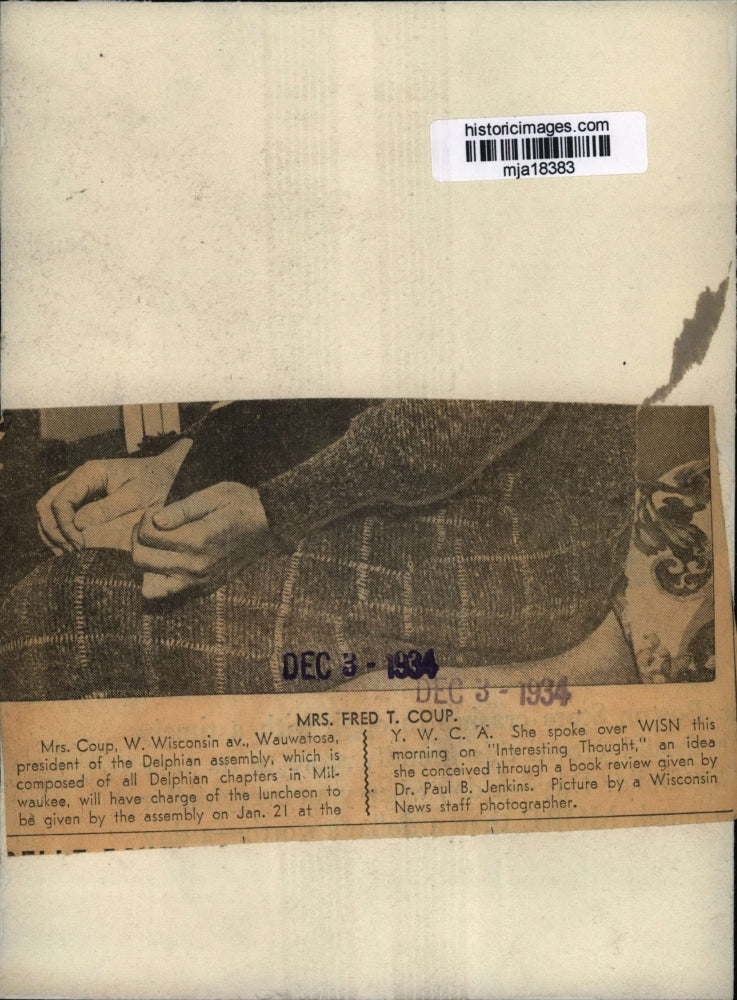 historicimages.com
mja18383
DEC 3 - 1934
DEC 3 - 1934
MRS. FRED T. COUP.
Mrs. Coup, W. Wisconsin av., Wauwatosa,
president of the Delphian assembly, which is
composed of all Delphian chapters in Mil-
waukee, will have charge of the luncheon to
be given by the assembly on Jan. 21 at the
Y. W. C. A. She spoke over WISN this
morning on "Interesting Thought," an idea
she conceived through a book review given by
Dr. Paul B. Jenkins. Picture by a Wisconsin
News staff photographer.